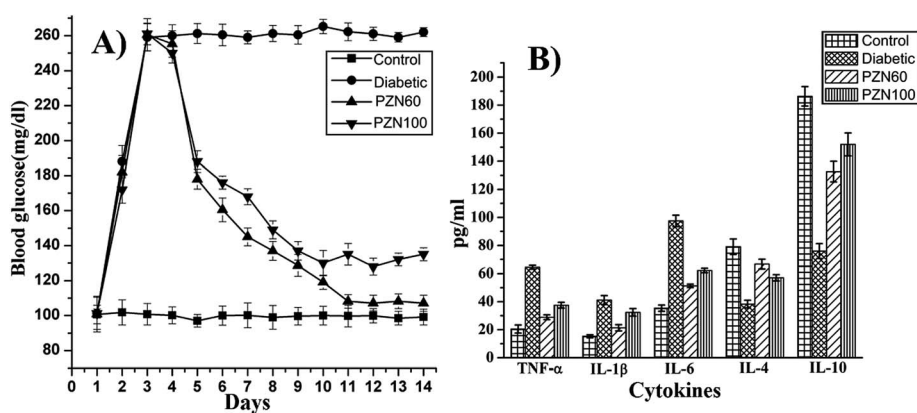 A)
Blood glucose(mg/dl)
260
240
220
200
180
160
140
120
100
80
0 1 2 3 4 5 6 7 8 9 10 11 12 13 14
Days
Control
Diabetic
PZN60
PZN100
B)
pg/ml
200
180
160
140
120
100
80
60
40
20
0
TNF-α IL-1β IL-6 IL-4 IL-10
Cytokines
Control
Diabetic
PZN60
PZN100